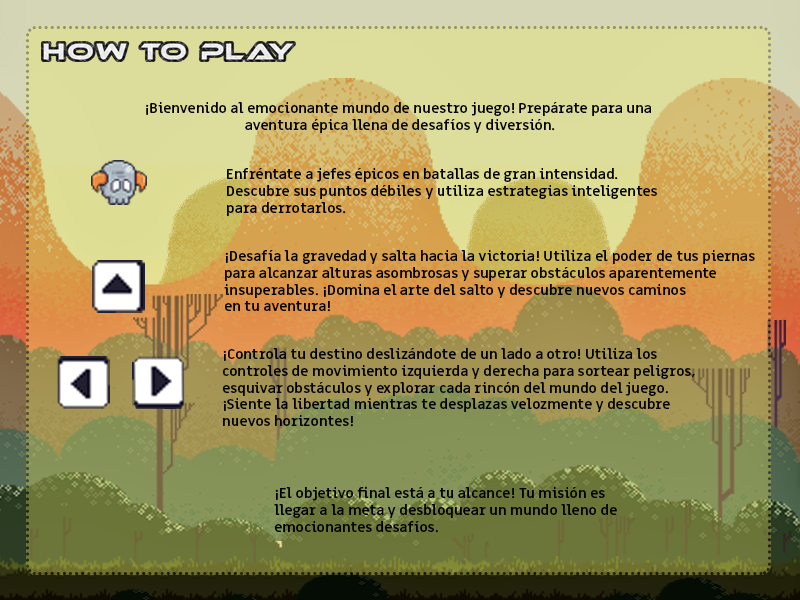 HOW TO PLAY
¡Bienvenido al emocionante mundo de nuestro juego! Prepárate para una
aventura épica llena de desafíos y diversión.
Enfréntate a jefes épicos en batallas de gran intensidad.
Descubre sus puntos débiles y utiliza estrategias inteligentes
para derrotarlos.
¡Desafía la gravedad y salta hacia la victoria! Utiliza el poder de tus piernas
para alcanzar alturas asombrosas y superar obstáculos aparentemente
insuperables. ¡Domina el arte del salto y descubre nuevos caminos
en tu aventura!
¡Controla tu destino deslizándote de un lado a otro! Utiliza los
controles de movimiento izquierda y derecha para sortear peligros,
esquivar obstáculos y explorar cada rincón del mundo del juego.
¡Siente la libertad mientras te desplazas velozmente y descubre
nuevos horizontes!
¡El objetivo final está a tu alcance! Tu misión es
llegar a la meta y desbloquear un mundo lleno de
emocionantes desafíos.